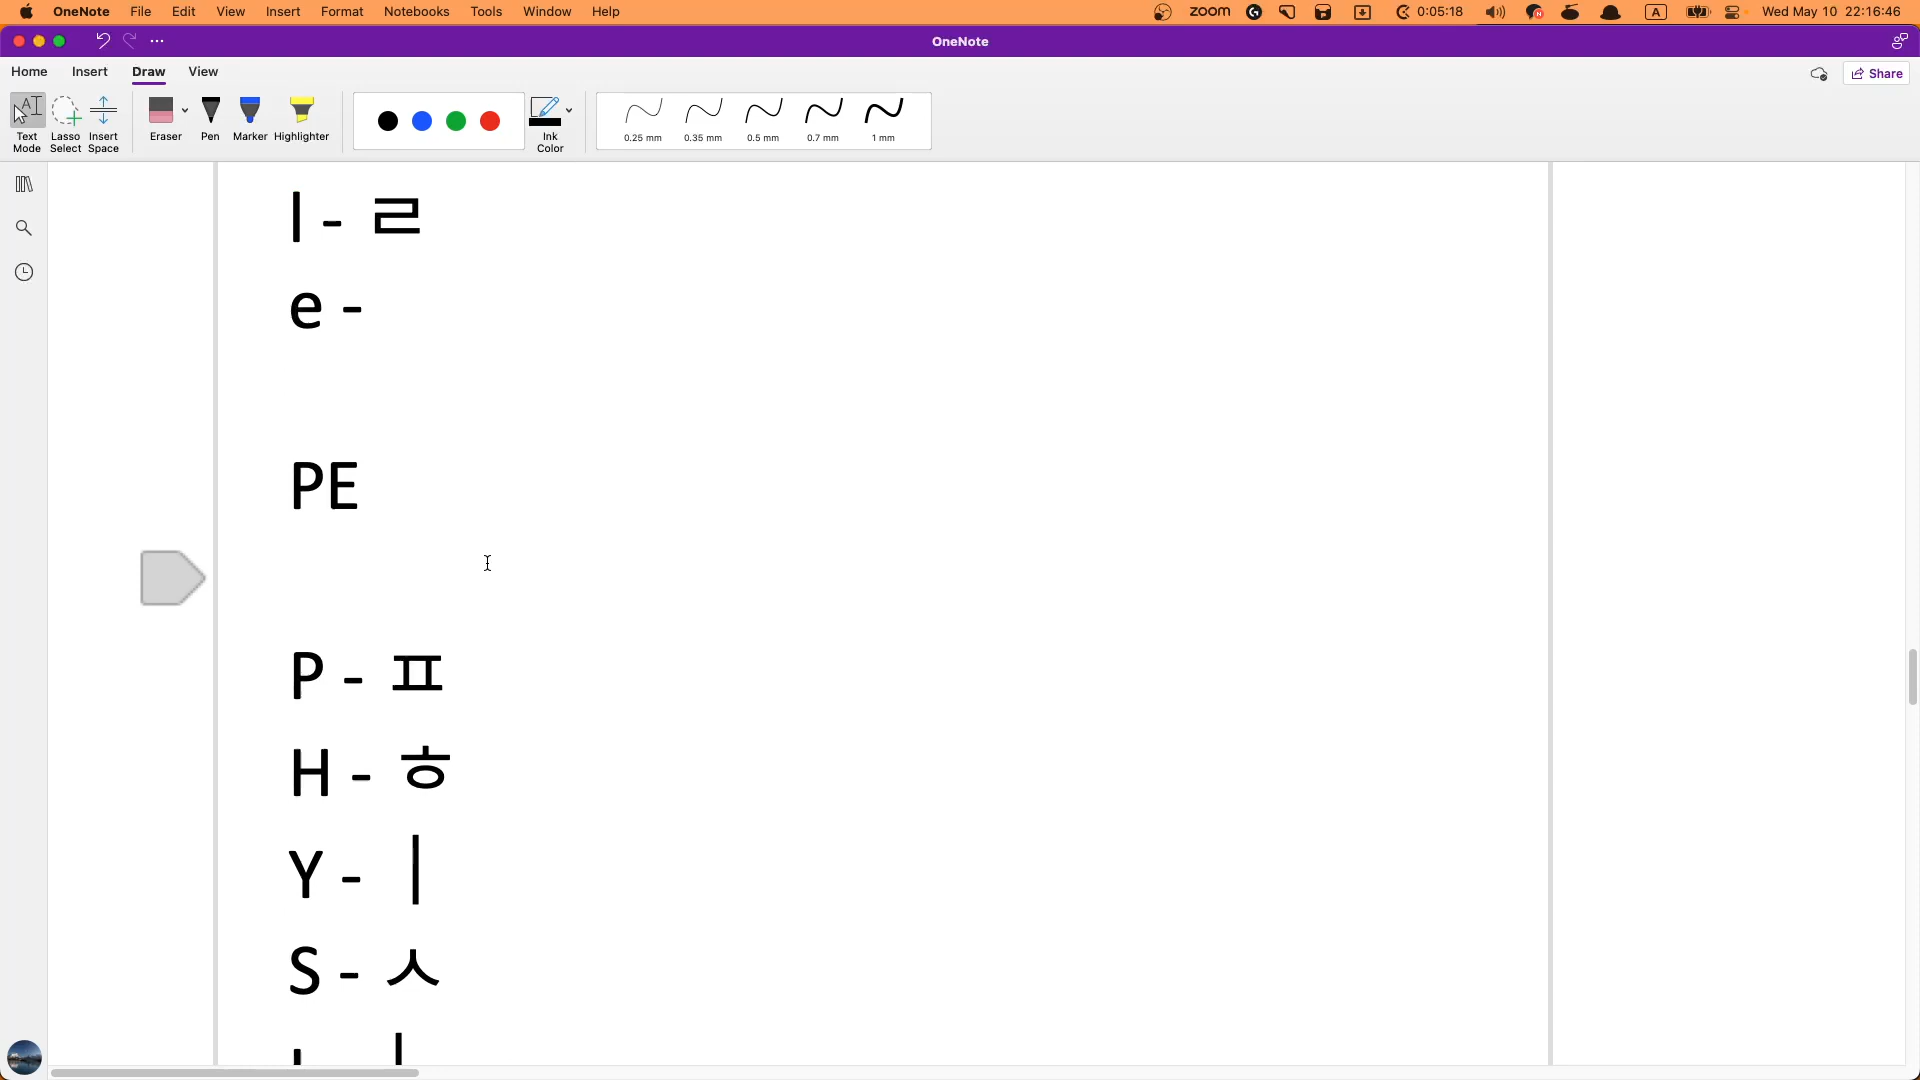 OneNote File Edit View Insert Format Notebooks Tools Window Help zoom 0:05:18 A Wed May 10 22:16:46
OneNote
Home Insert Draw View Share
Text Mode Lasso Select Insert Space Eraser Pen Marker Highlighter Ink Color 0.25 mm 0.35 mm 0.5 mm 0.7 mm 1 mm
l - ㄹ
e -
PE
P - ㅍ
H - ㅎ
Y - ㅣ
S - ㅅ